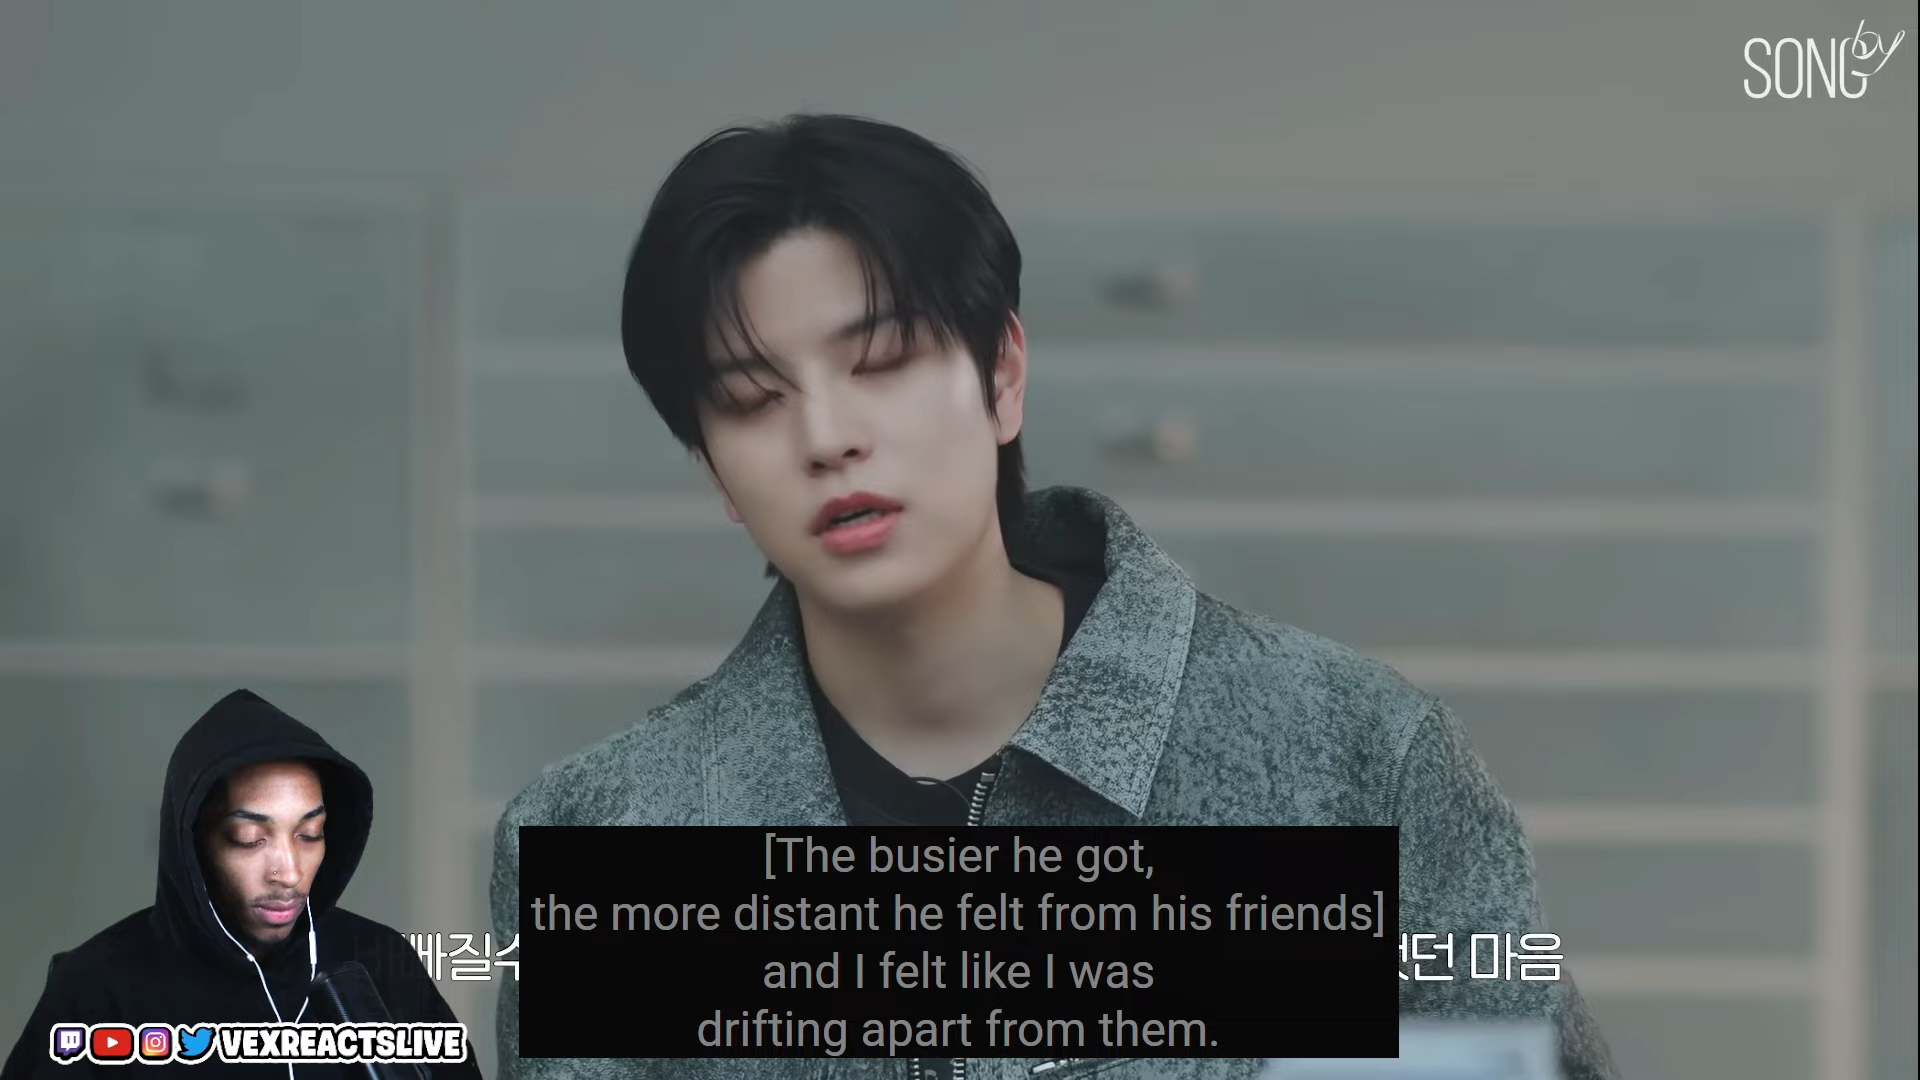 SONG by
[The busier he got,
the more distant he felt from his friends]
and I felt like I was
drifting apart from them.
마음
VEXREACTSLIVE